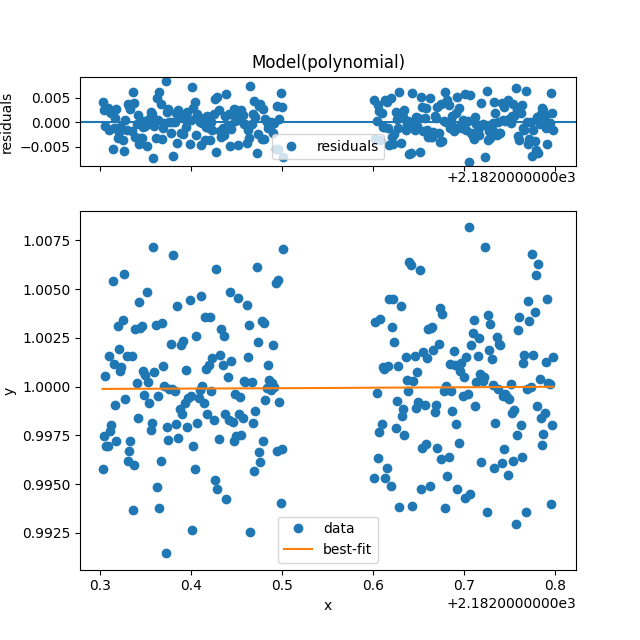 Model(polynomial)
residuals
0.005
0.000
−0.005
residuals
+2.1820000000e3
y
1.0075
1.0050
1.0025
1.0000
0.9975
0.9950
0.9925
data
best-fit
0.3 0.4 0.5 0.6 0.7 0.8
x
+2.1820000000e3